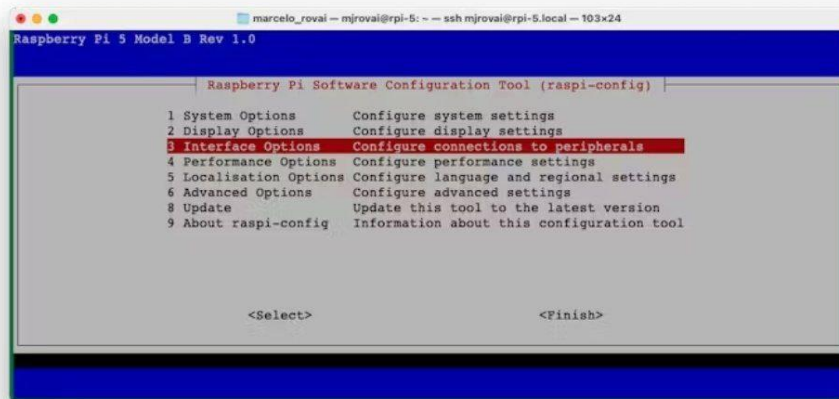 marcelo_rovai — mjrovai@rpi-5: ~ — ssh mjrovai@rpi-5.local — 103×24
Raspberry Pi 5 Model B Rev 1.0
Raspberry Pi Software Configuration Tool (raspi-config)
1 System Options Configure system settings
2 Display Options Configure display settings
3 Interface Options Configure connections to peripherals
4 Performance Options Configure performance settings
5 Localisation Options Configure language and regional settings
6 Advanced Options Configure advanced settings
8 Update Update this tool to the latest version
9 About raspi-config Information about this configuration tool
<Select> <Finish>